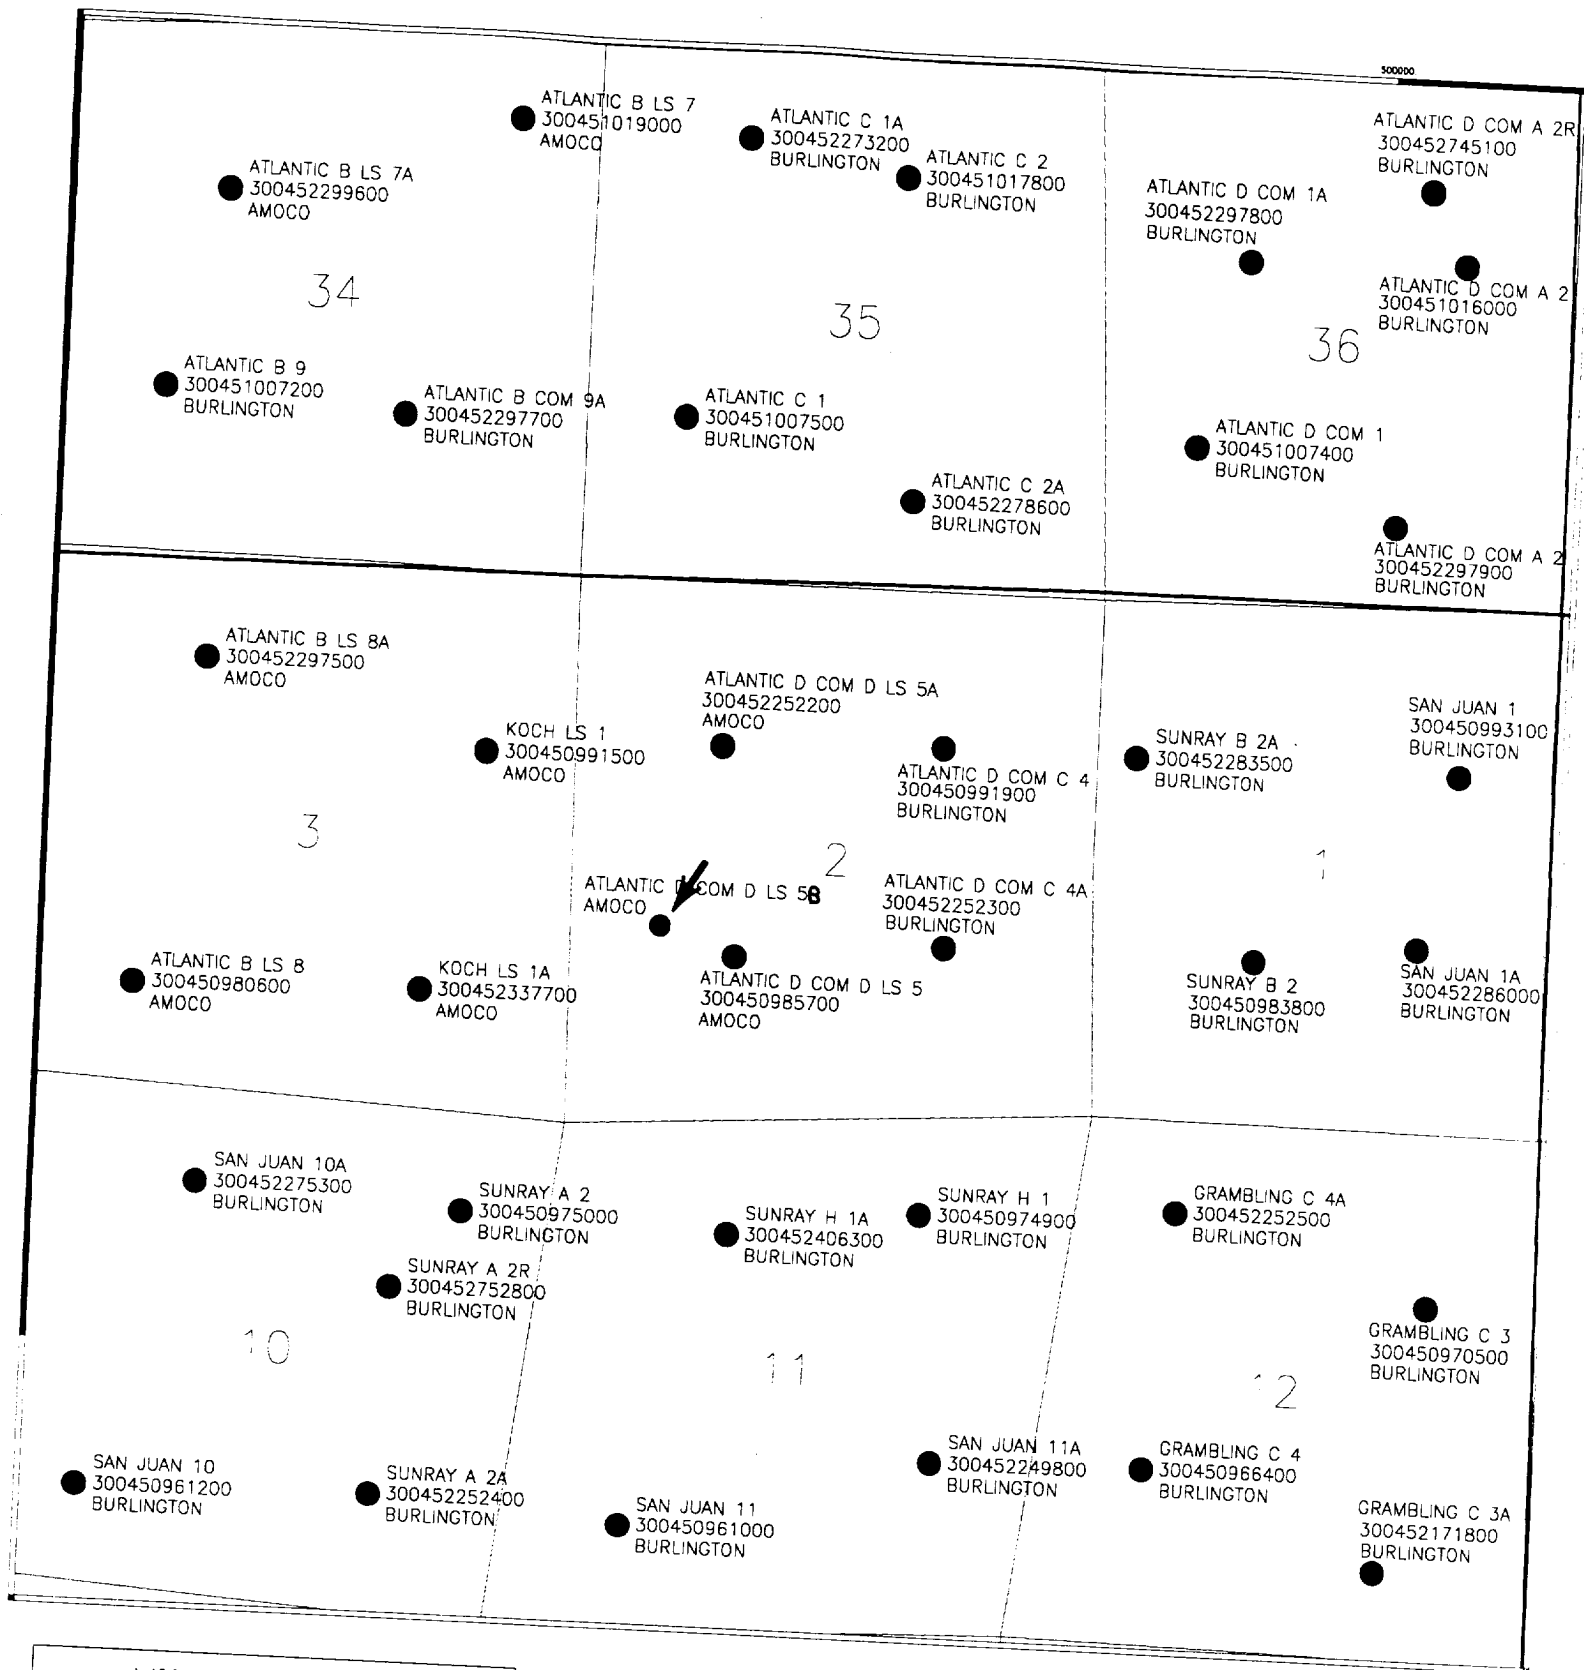 500000
ATLANTIC B LS 7
300451019000
AMOCO
ATLANTIC C 1A
300452273200
BURLINGTON
ATLANTIC C 2
300451017800
BURLINGTON
ATLANTIC D COM A 2R
300452745100
BURLINGTON
ATLANTIC B LS 7A
300452299600
AMOCO
ATLANTIC D COM 1A
300452297800
BURLINGTON
ATLANTIC D COM A 2
300451016000
BURLINGTON
34
35
36
ATLANTIC B 9
300451007200
BURLINGTON
ATLANTIC B COM 9A
300452297700
BURLINGTON
ATLANTIC C 1
300451007500
BURLINGTON
ATLANTIC D COM 1
300451007400
BURLINGTON
ATLANTIC C 2A
300452278600
BURLINGTON
ATLANTIC D COM A 2
300452297900
BURLINGTON
ATLANTIC B LS 8A
300452297500
AMOCO
ATLANTIC D COM D LS 5A
300452252200
AMOCO
SAN JUAN 1
300450993100
BURLINGTON
KOCH LS 1
300450991500
AMOCO
ATLANTIC D COM C 4
300450991900
BURLINGTON
SUNRAY B 2A
300452283500
BURLINGTON
3
2
1
ATLANTIC D COM D LS 5B
AMOCO
ATLANTIC D COM C 4A
300452252300
BURLINGTON
ATLANTIC B LS 8
300450980600
AMOCO
KOCH LS 1A
300452337700
AMOCO
ATLANTIC D COM D LS 5
300450985700
AMOCO
SUNRAY B 2
300450983800
BURLINGTON
SAN JUAN 1A
300452286000
BURLINGTON
SAN JUAN 10A
300452275300
BURLINGTON
SUNRAY A 2
300450975000
BURLINGTON
SUNRAY H 1A
300452406300
BURLINGTON
SUNRAY H 1
300450974900
BURLINGTON
GRAMBLING C 4A
300452252500
BURLINGTON
SUNRAY A 2R
300452752800
BURLINGTON
GRAMBLING C 3
300450970500
BURLINGTON
10
11
12
SAN JUAN 10
300450961200
BURLINGTON
SUNRAY A 2A
300452252400
BURLINGTON
SAN JUAN 11
300450961000
BURLINGTON
SAN JUAN 11A
300452249800
BURLINGTON
GRAMBLING C 4
300450966400
BURLINGTON
GRAMBLING C 3A
300452171800
BURLINGTON